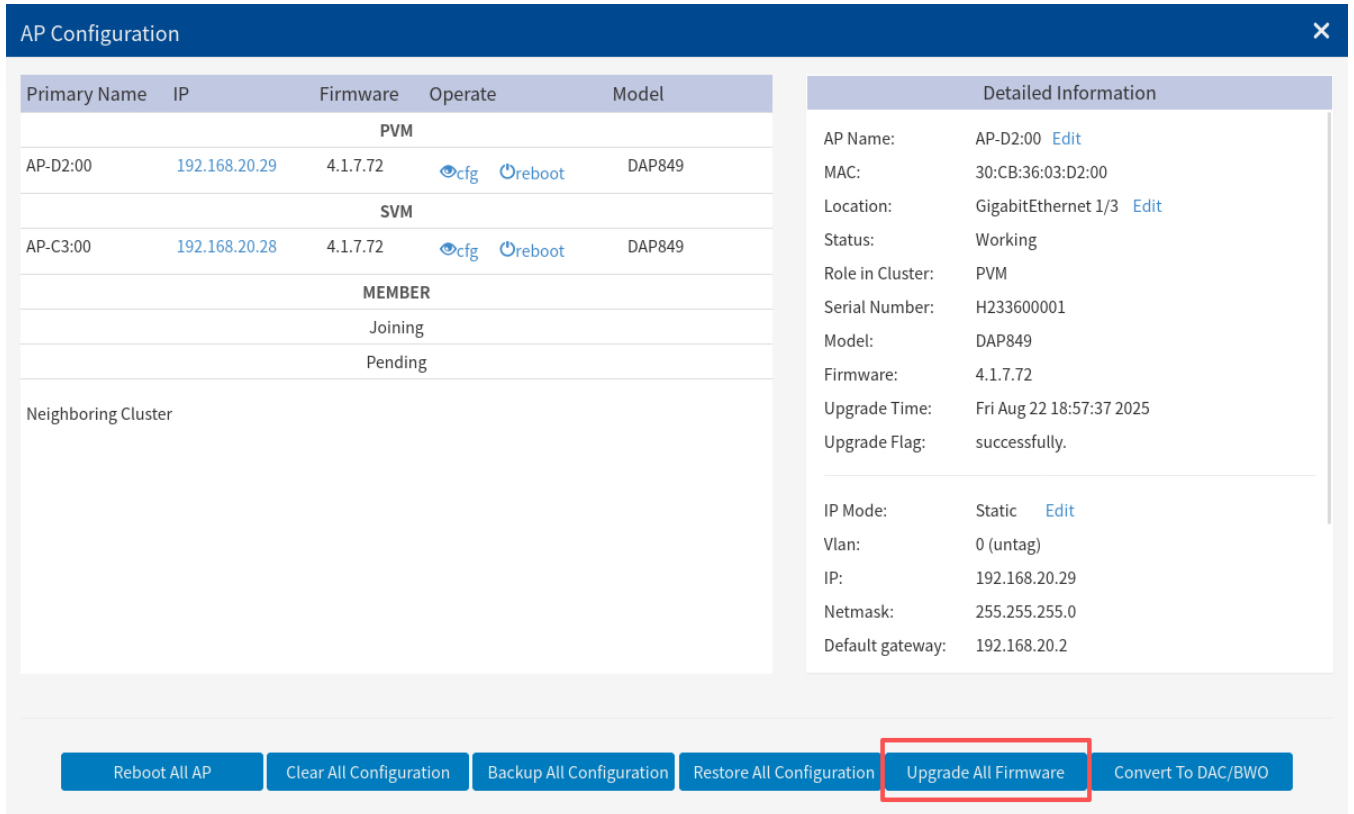 AP Configuration
Primary Name IP Firmware Operate Model
PVM
AP-D2:00 192.168.20.29 4.1.7.72 cfg reboot DAP849
SVM
AP-C3:00 192.168.20.28 4.1.7.72 cfg reboot DAP849
MEMBER
Joining
Pending
Neighboring Cluster
Detailed Information
AP Name: AP-D2:00 Edit
MAC: 30:CB:36:03:D2:00
Location: GigabitEthernet 1/3 Edit
Status: Working
Role in Cluster: PVM
Serial Number: H233600001
Model: DAP849
Firmware: 4.1.7.72
Upgrade Time: Fri Aug 22 18:57:37 2025
Upgrade Flag: successfully.
IP Mode: Static Edit
Vlan: 0 (untag)
IP: 192.168.20.29
Netmask: 255.255.255.0
Default gateway: 192.168.20.2
Reboot All AP Clear All Configuration Backup All Configuration Restore All Configuration Upgrade All Firmware Convert To DAC/BWO